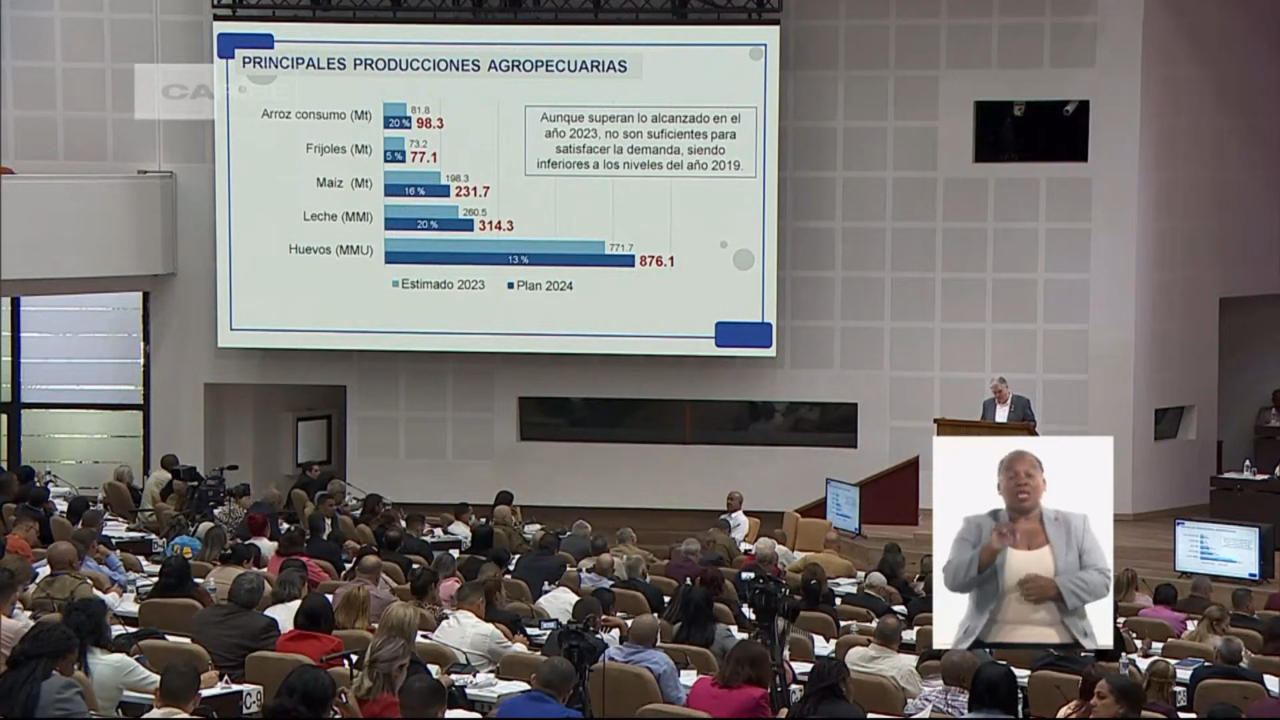 PRINCIPALES PRODUCCIONES AGROPECUARIAS
Arroz consumo (Mt)
81.8
20 %
98.3
Frijoles (Mt)
73.2
5 %
77.1
Maiz (Mt)
198.3
16 %
231.7
Leche (MMl)
260.5
20 %
314.3
Huevos (MMU)
771.7
13 %
876.1
Estimado 2023
Plan 2024
Aunque superan lo alcanzado en el
año 2023, no son suficientes para
satisfacer la demanda, siendo
inferiores a los niveles del año 2019.
C-9